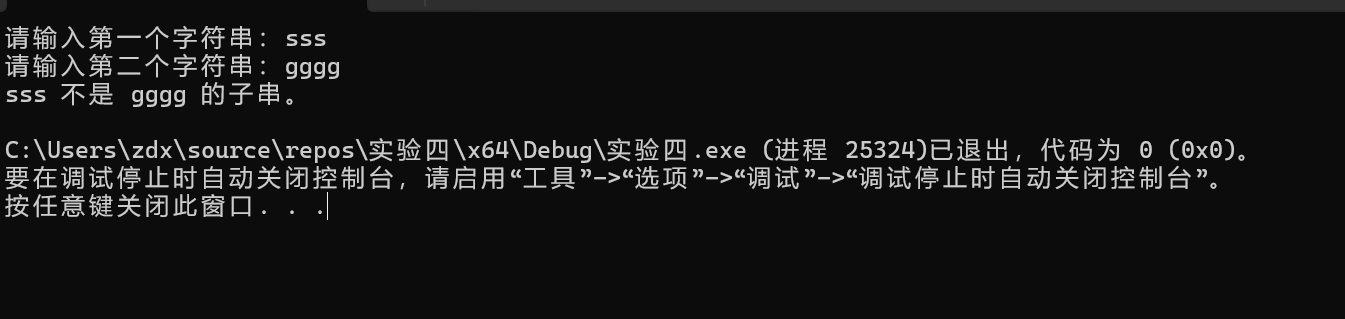 请输入第一个字符串：sss
请输入第二个字符串：gggg
sss 不是 gggg 的子串。
C:\Users\zdx\source\repos\实验四\x64\Debug\实验四.exe (进程 25324)已退出，代码为 0 (0x0)。
要在调试停止时自动关闭控制台，请启用“工具”->“选项”->“调试”->“调试停止时自动关闭控制台”。
按任意键关闭此窗口. . .